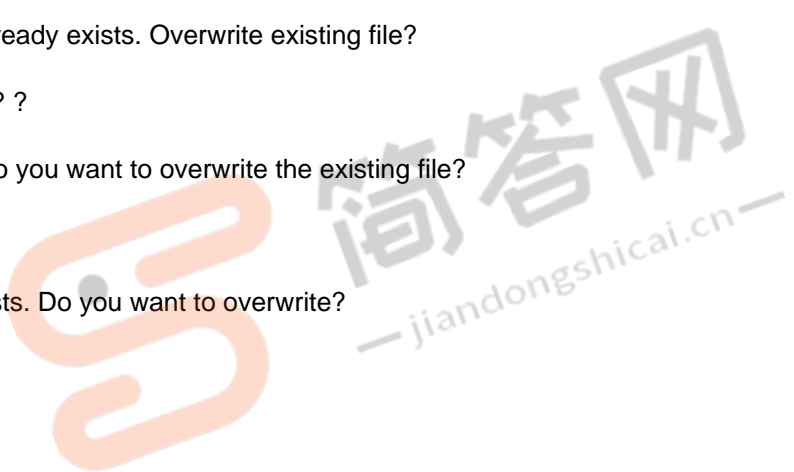 eady exists. Overwrite existing file?
? ?
o you want to overwrite the existing file?
sts. Do you want to overwrite?
简答网
jiandongshicai.cn